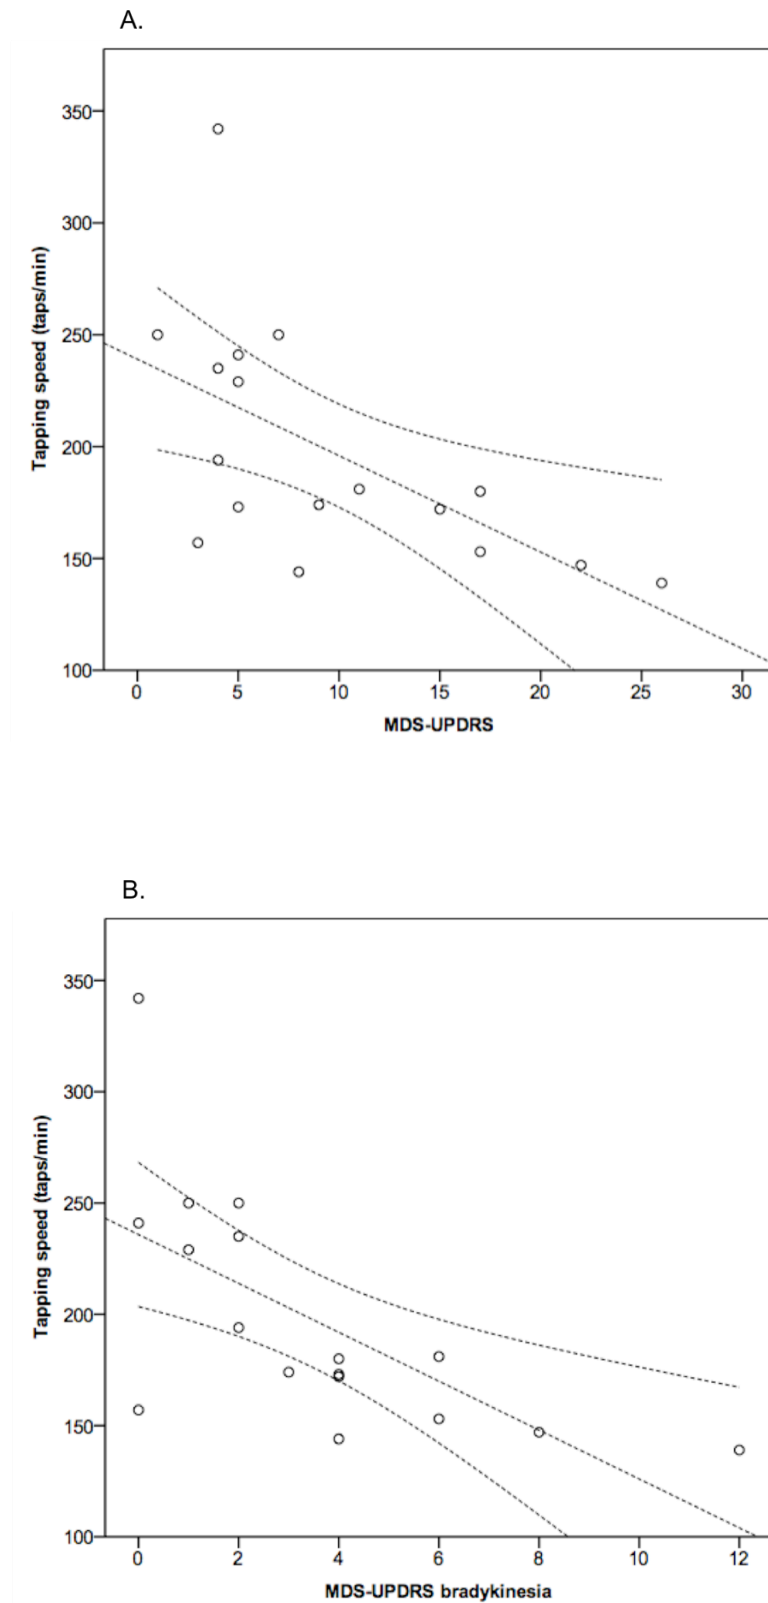 A.
350
300
250
200
150
100
Tapping speed (taps/min)
0 5 10 15 20 25 30
MDS-UPDRS
B.
350
300
250
200
150
100
Tapping speed (taps/min)
0 2 4 6 8 10 12
MDS-UPDRS bradykinesia